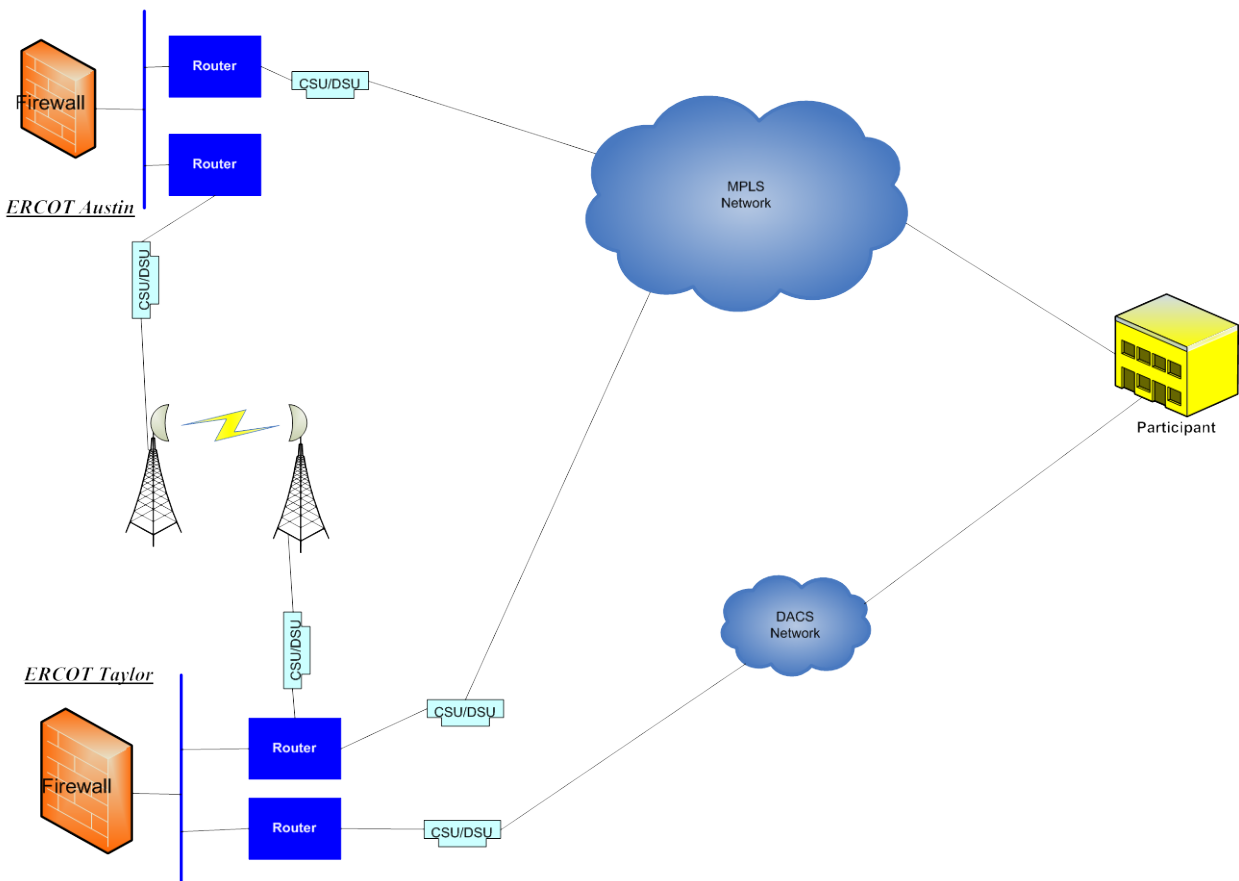 Router
CSU/DSU
Firewall
Router
ERCOT Austin
MPLS
Network
CSU/DSU
Participant
DACS
Network
CSU/DSU
ERCOT Taylor
CSU/DSU
Router
Firewall
Router
CSU/DSU